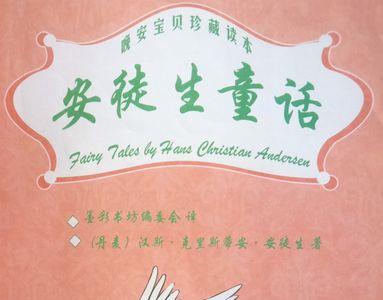 晚安宝贝珍藏读本
安徒生童话
Fairy Tales by Hans Christian Andersen
墨彩书坊编委会 译
(丹麦) 汉斯·克里斯蒂安·安徒生 著